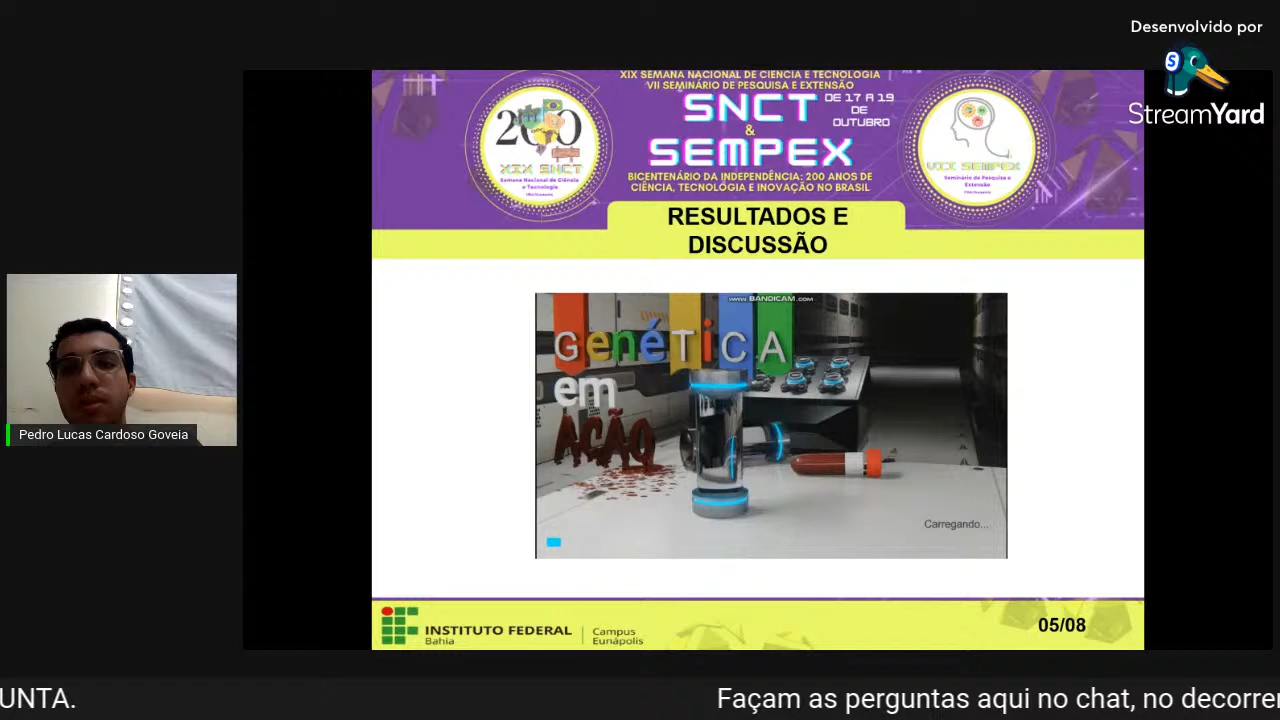 Desenvolvido por
StreamYard
XIX SEMANA NACIONAL DE CIENCIA E TECNOLOGIA
VII SEMINÁRIO DE PESQUISA E EXTENSÃO
SNCT
DE 17 A 19
DE
OUTUBRO
&
SEMPEX
BICENTENÁRIO DA INDEPENDÊNCIA: 200 ANOS DE
CIÊNCIA, TECNOLOGIA E INOVAÇÃO NO BRASIL
200
XIX SNCT
Semana Nacional de Ciência
e Tecnologia
VII SEMPEX
Seminário de Pesquisa e
Extensão
RESULTADOS E
DISCUSSÃO
WWW.BANDICAM.COM
GenéTiCA
em
AÇÃO
Carregando...
Pedro Lucas Cardoso Goveia
INSTITUTO FEDERAL
Bahia
Campus
Eunápolis
05/08
UNTA.
Façam as perguntas aqui no chat, no decorrer